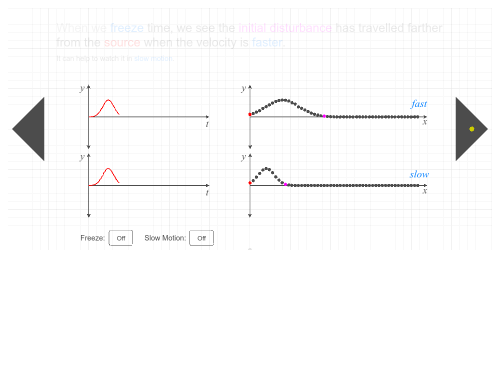 When we freeze time, we see the initial disturbance has travelled farther
from the source when the velocity is faster.
It can help to watch it in slow motion.
y
t
y
fast
x
y
t
y
slow
x
Freeze: Off Slow Motion: Off